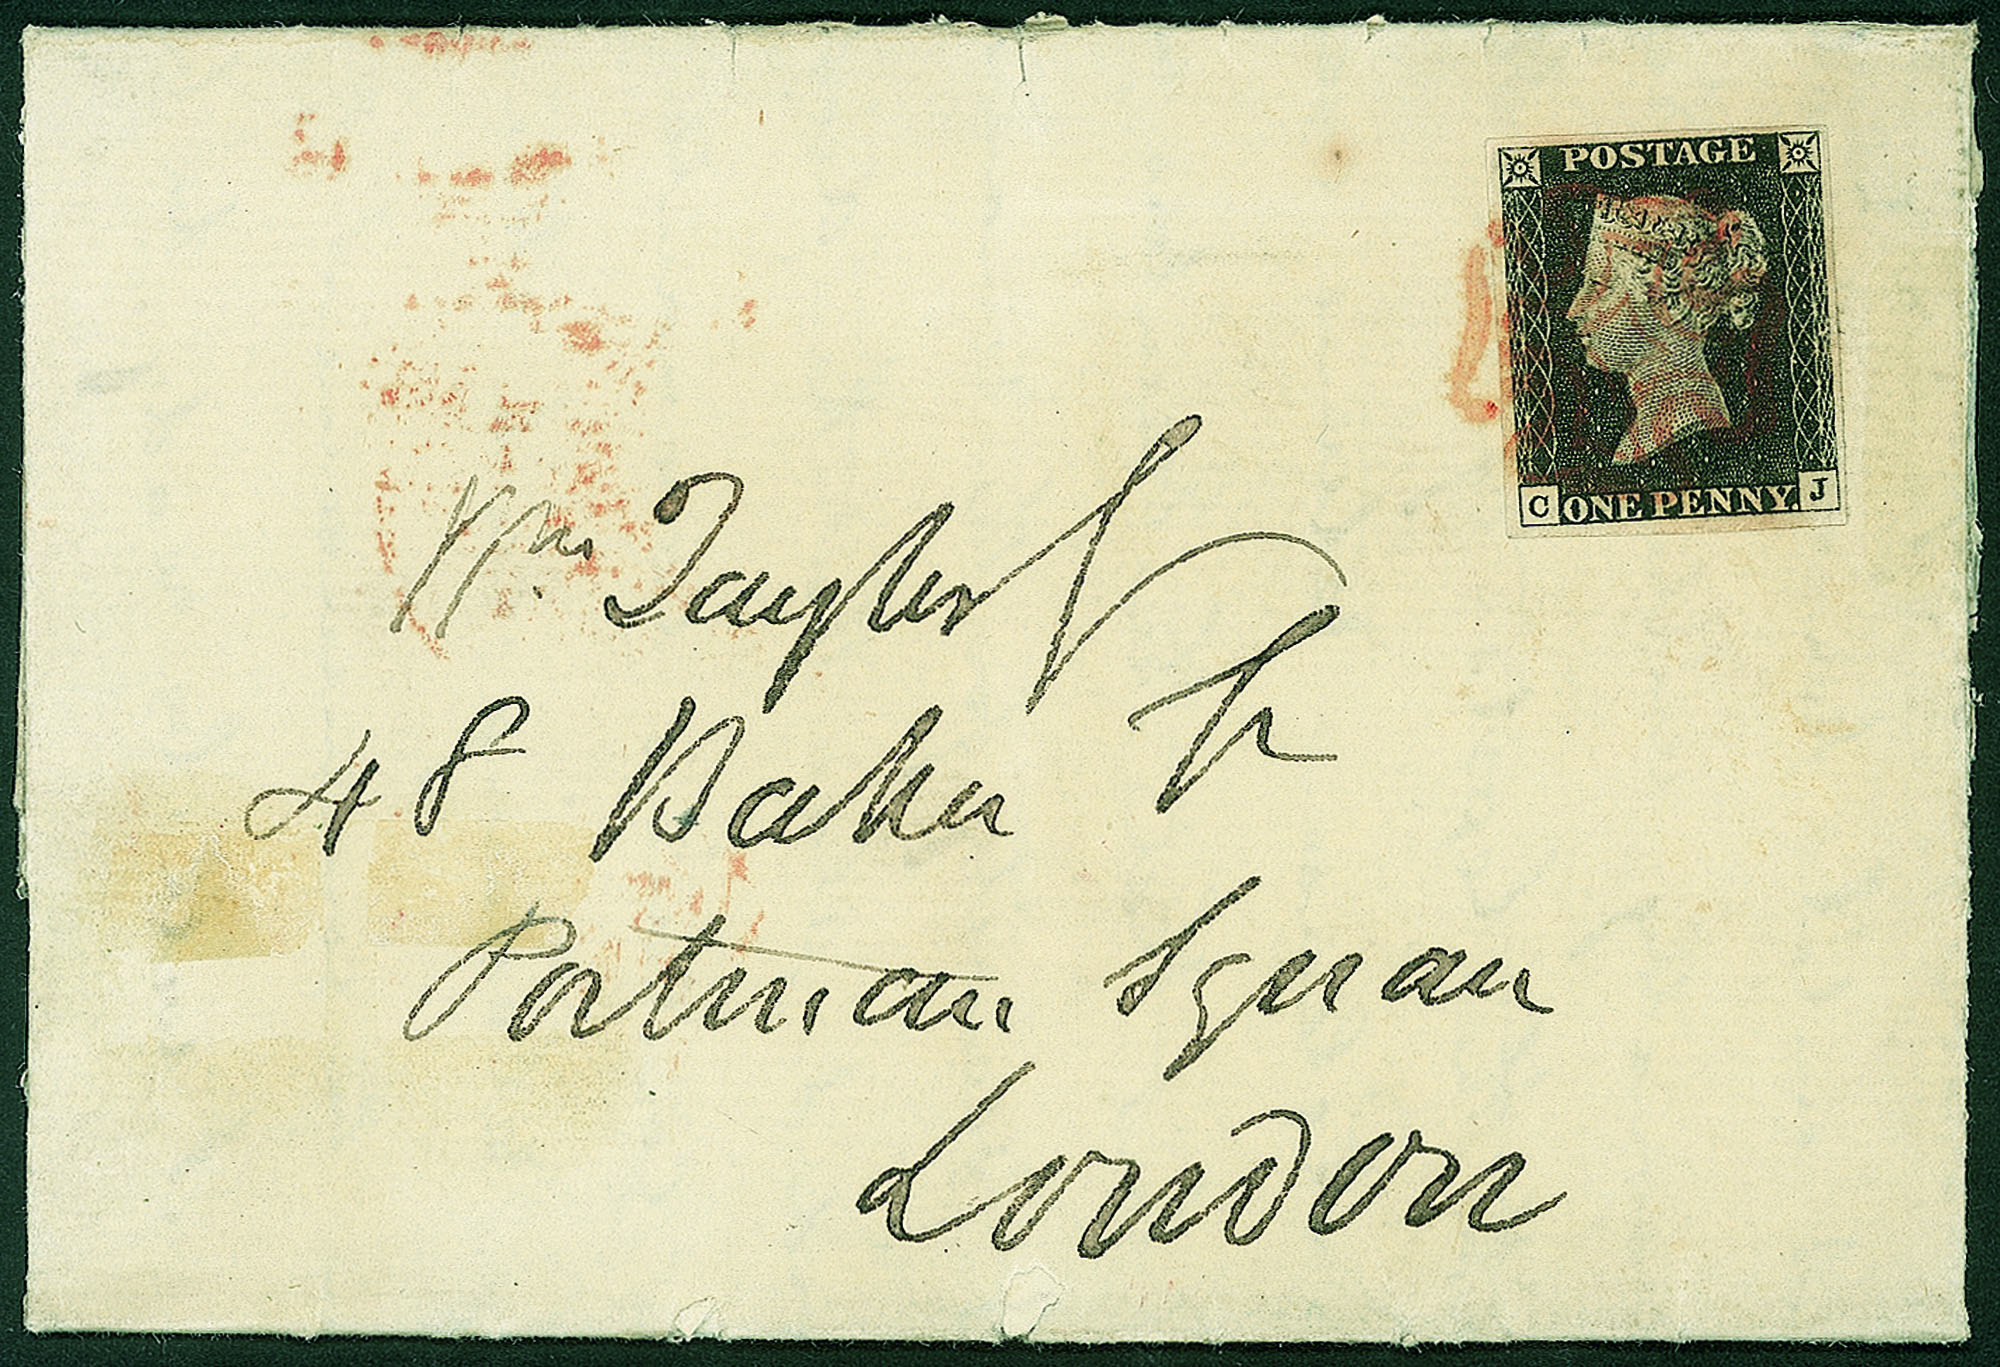 POSTAGE
C ONE PENNY. J
Wm. Taylor
48 Baker St
Portman Square
London